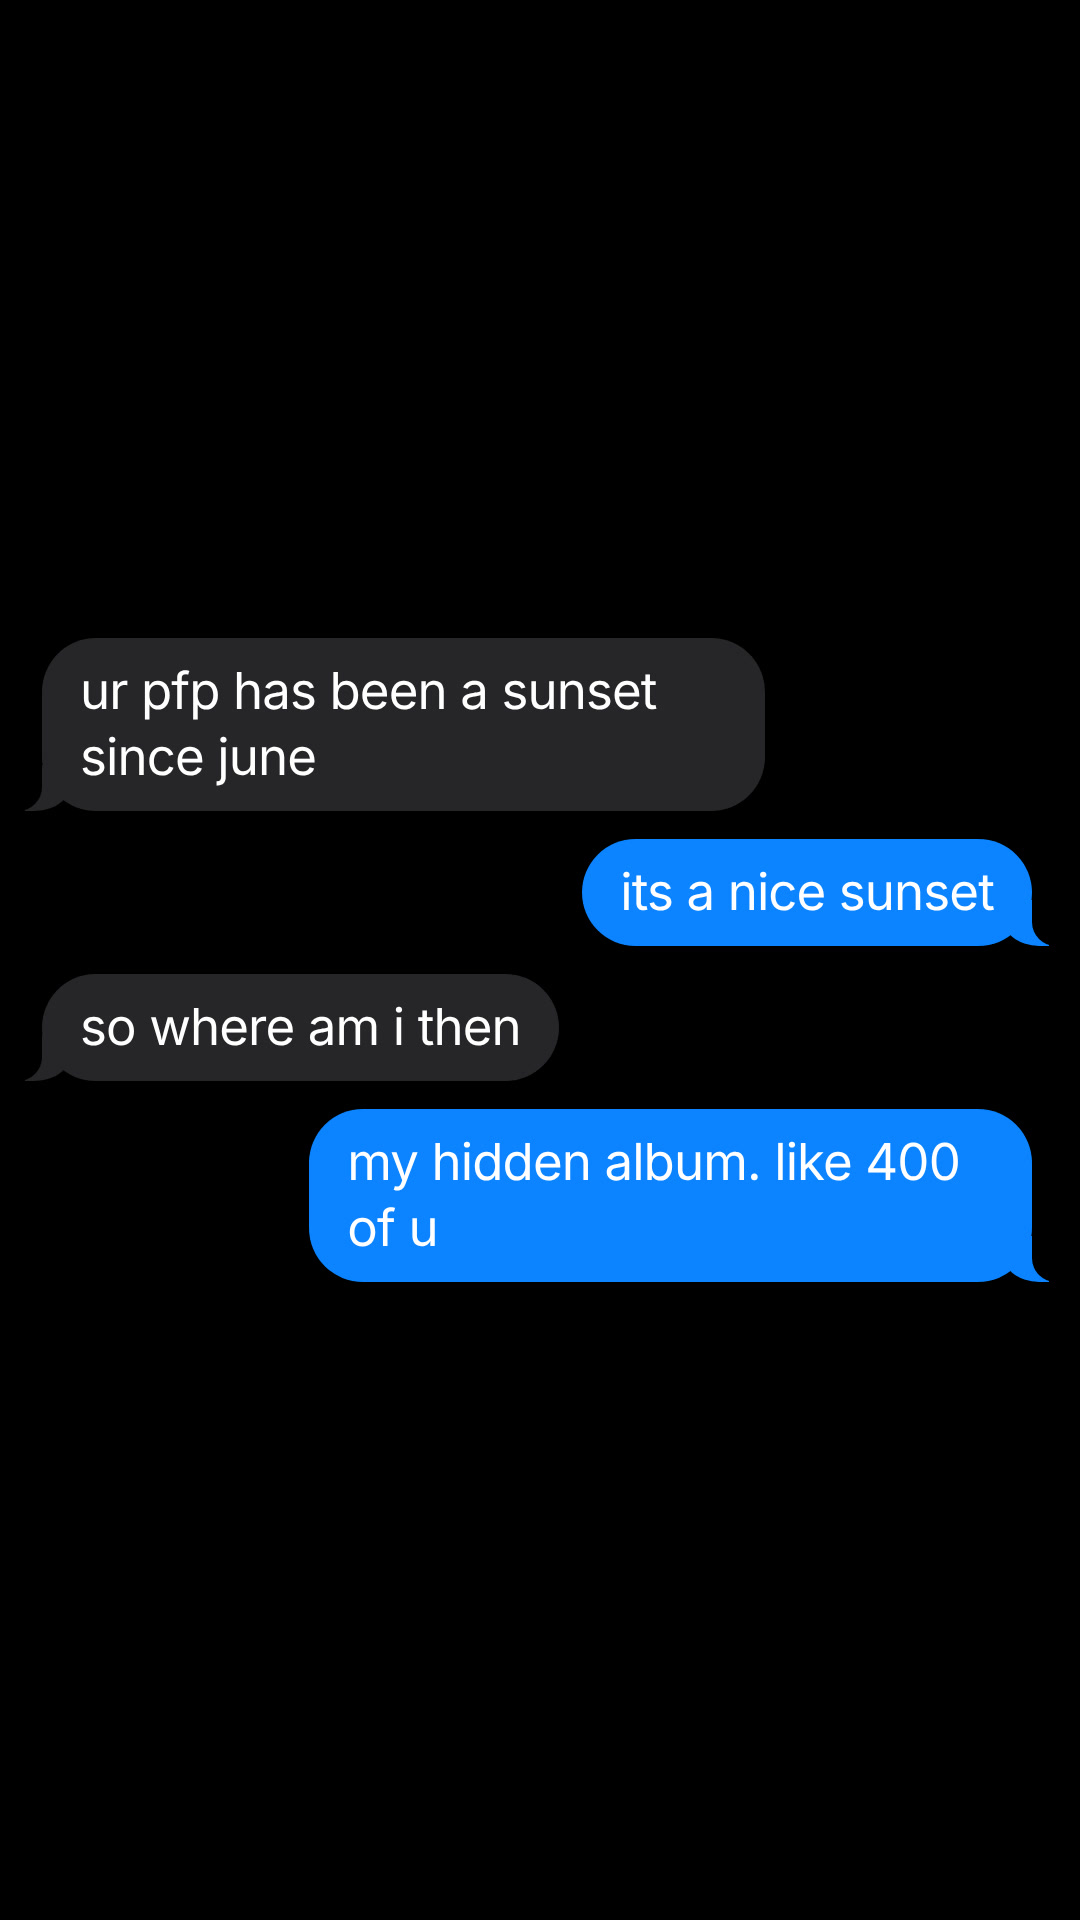 ur pfp has been a sunset
since june
its a nice sunset
so where am i then
my hidden album. like 400
of u